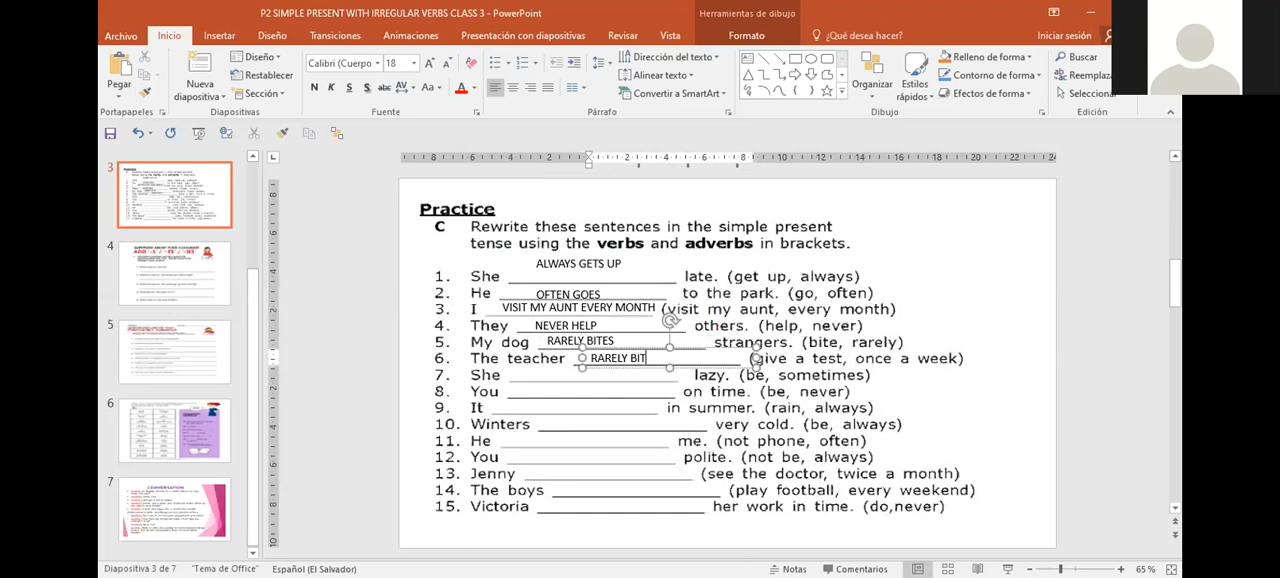 P2 SIMPLE PRESENT WITH IRREGULAR VERBS CLASS 3 - PowerPoint
Herramientas de dibujo
Archivo Inicio Insertar Diseño Transiciones Animaciones Presentación con diapositivas Revisar Vista Formato ¿Qué desea hacer? Iniciar sesión
Pegar
Nueva diapositiva
Diseño
Restablecer
Sección
Calibri (Cuerpo) 18
N K S S abc AV Aa A
Dirección del texto
Alinear texto
Convertir a SmartArt
Organizar
Estilos rápidos
Relleno de forma
Contorno de forma
Efectos de forma
Buscar
Reemplaza
Seleccionar
Portapapeles Diapositivas Fuente Párrafo Dibujo Edición
Practice
C Rewrite these sentences in the simple present
tense using the verbs and adverbs in brackets.
ALWAYS GETS UP
1. She late. (get up, always)
2. He OFTEN GOES to the park. (go, often)
3. I VISIT MY AUNT EVERY MONTH (visit my aunt, every month)
4. They NEVER HELP others. (help, never)
5. My dog RARELY BITES strangers. (bite, rarely)
6. The teacher RARELY BIT (give a test, once a week)
7. She lazy. (be, sometimes)
8. You on time. (be, never)
9. It in summer. (rain, always)
10. Winters very cold. (be, always)
11. He me. (not phone, often)
12. You polite. (not be, always)
13. Jenny (see the doctor, twice a month)
14. The boys (play football, every weekend)
15. Victoria her work in time. (do,never)
3
4
5
6
7
Diapositiva 3 de 7 "Tema de Office" Español (El Salvador) Notas Comentarios 65 %